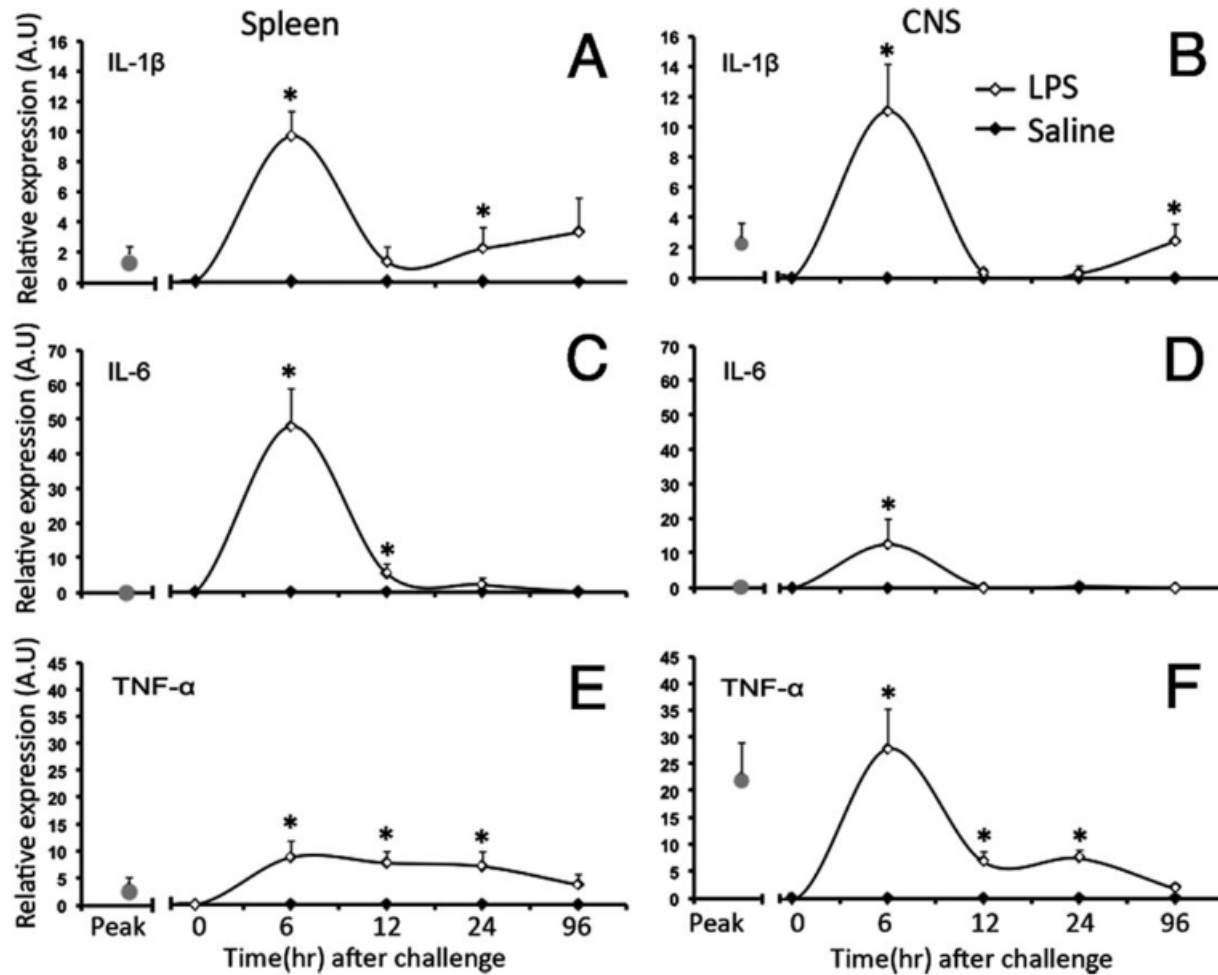 Spleen
CNS
A
IL-1β
Relative expression (A.U)
16
14
12
10
8
6
4
2
0
*
*
B
IL-1β
16
14
12
10
8
6
4
2
0
*
*
LPS
Saline
C
IL-6
Relative expression (A.U)
70
60
50
40
30
20
10
0
*
*
D
IL-6
70
60
50
40
30
20
10
0
*
E
TNF-α
Relative expression (A.U)
45
40
35
30
25
20
15
10
5
0
*
*
*
Peak 0 6 12 24 96
Time(hr) after challenge
F
TNF-α
45
40
35
30
25
20
15
10
5
0
*
*
*
Peak 0 6 12 24 96
Time(hr) after challenge